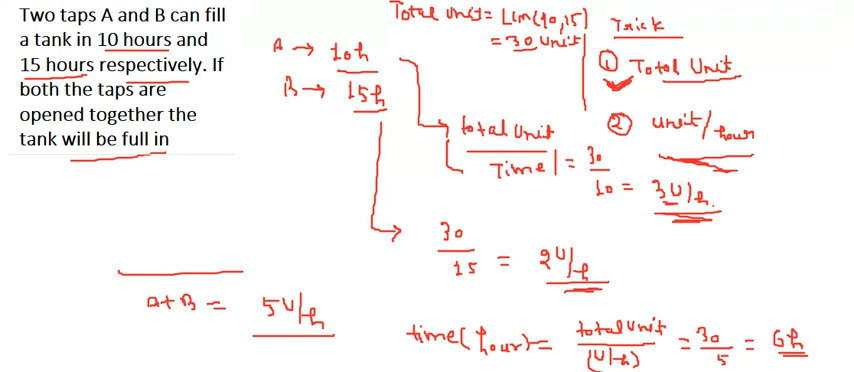 Two taps A and B can fill
a tank in 10 hours and
15 hours respectively. If
both the taps are
opened together the
tank will be full in
Total Unit = Lcm(10,15)
= 30 Unit
A → 10h
B → 15h
Trick
① Total Unit
② Unit/hour
total Unit
Time = 30
10 = 3U/h
30
15 = 2U/h
A+B = 5U/h
time(hour) = total Unit
(U/h) = 30
5 = 6h